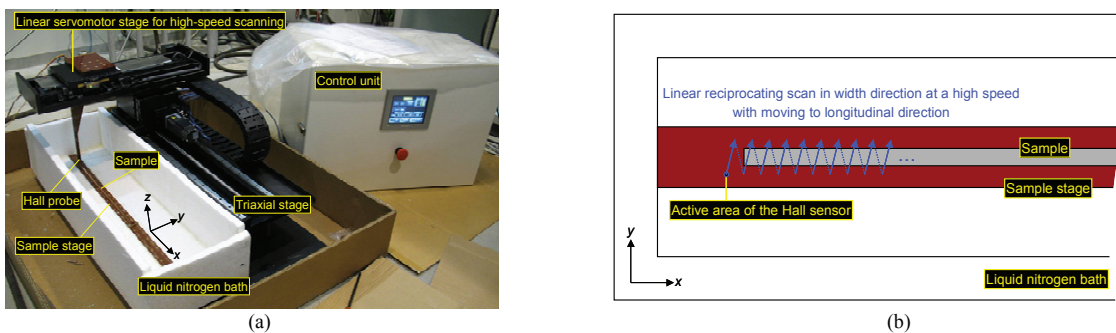 Linear servomotor stage for high-speed scanning
Control unit
Sample
Hall probe
Triaxial stage
z
y
x
Sample stage
Liquid nitrogen bath
(a)
Linear reciprocating scan in width direction at a high speed
with moving to longitudinal direction
Sample
...
Sample stage
Active area of the Hall sensor
y
x
Liquid nitrogen bath
(b)